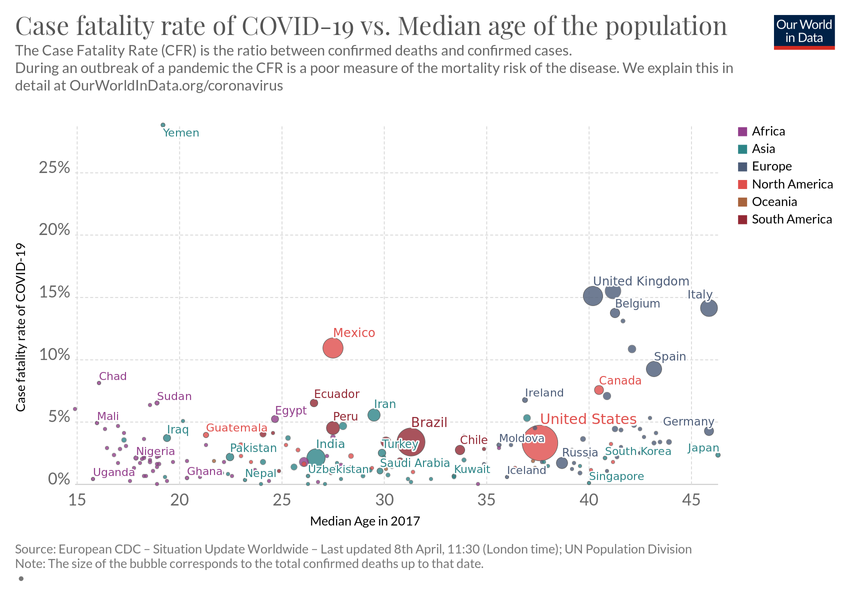 Case fatality rate of COVID-19 vs. Median age of the population
Our World
in Data
The Case Fatality Rate (CFR) is the ratio between confirmed deaths and confirmed cases.
During an outbreak of a pandemic the CFR is a poor measure of the mortality risk of the disease. We explain this in
detail at OurWorldInData.org/coronavirus
Yemen
Africa
Asia
Europe
North America
Oceania
South America
25%
20%
15%
10%
5%
0%
Case fatality rate of COVID-19
United Kingdom
Italy
Belgium
Mexico
Spain
Chad
Canada
Sudan
Ecuador
Ireland
Iran
Egypt
Mali
Peru
Brazil
United States
Germany
Iraq
Guatemala
Moldova
Pakistan
India
Turkey
Chile
Nigeria
Russia
South Korea
Japan
Uganda
Ghana
Nepal
Uzbekistan
Saudi Arabia
Kuwait
Iceland
Singapore
15
20
25
30
35
40
45
Median Age in 2017
Source: European CDC – Situation Update Worldwide – Last updated 8th April, 11:30 (London time); UN Population Division
Note: The size of the bubble corresponds to the total confirmed deaths up to that date.